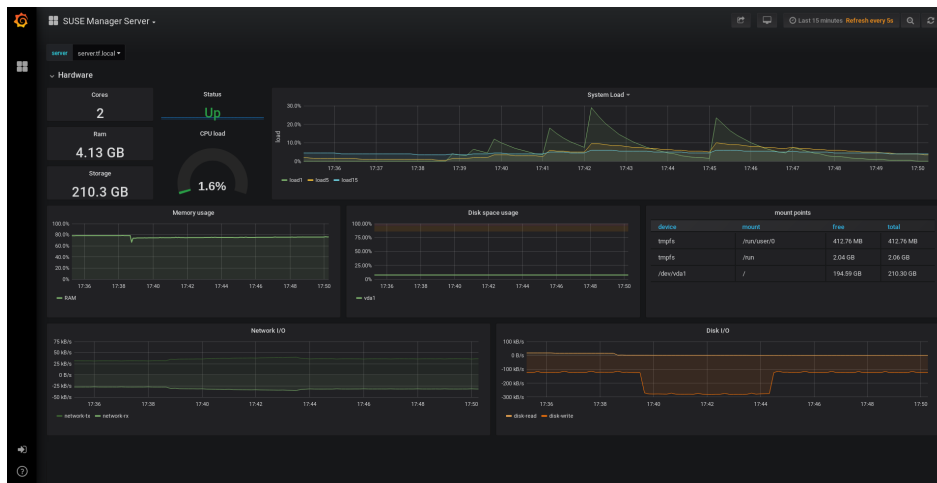 SUSE Manager Server
Last 15 minutes Refresh every 5s
server server.tf.local
Hardware
Cores
2
Status
Up
System Load
Ram
4.13 GB
CPU load
1.6%
Storage
210.3 GB
load
30.0%
20.0%
10.0%
0%
17:36 17:37 17:38 17:39 17:40 17:41 17:42 17:43 17:44 17:45 17:46 17:47 17:48 17:49 17:50
load1 load5 load15
Memory usage
100.0%
80.0%
60.0%
40.0%
20.0%
0%
17:36 17:38 17:40 17:42 17:44 17:46 17:48 17:50
RAM
Disk space usage
100.00%
75.00%
50.00%
25.00%
0%
17:36 17:38 17:40 17:42 17:44 17:46 17:48 17:50
vda1
mount points
device mount free total
tmpfs /run/user/0 412.76 MB 412.76 MB
tmpfs /run 2.04 GB 2.06 GB
/dev/vda1 / 194.59 GB 210.30 GB
Network I/O
75 kB/s
50 kB/s
25 kB/s
0 B/s
-25 kB/s
-50 kB/s
17:36 17:38 17:40 17:42 17:44 17:46 17:48 17:50
network-tx network-rx
Disk I/O
100 kB/s
0 B/s
-100 kB/s
-200 kB/s
-300 kB/s
17:36 17:38 17:40 17:42 17:44 17:46 17:48 17:50
disk-read disk-write